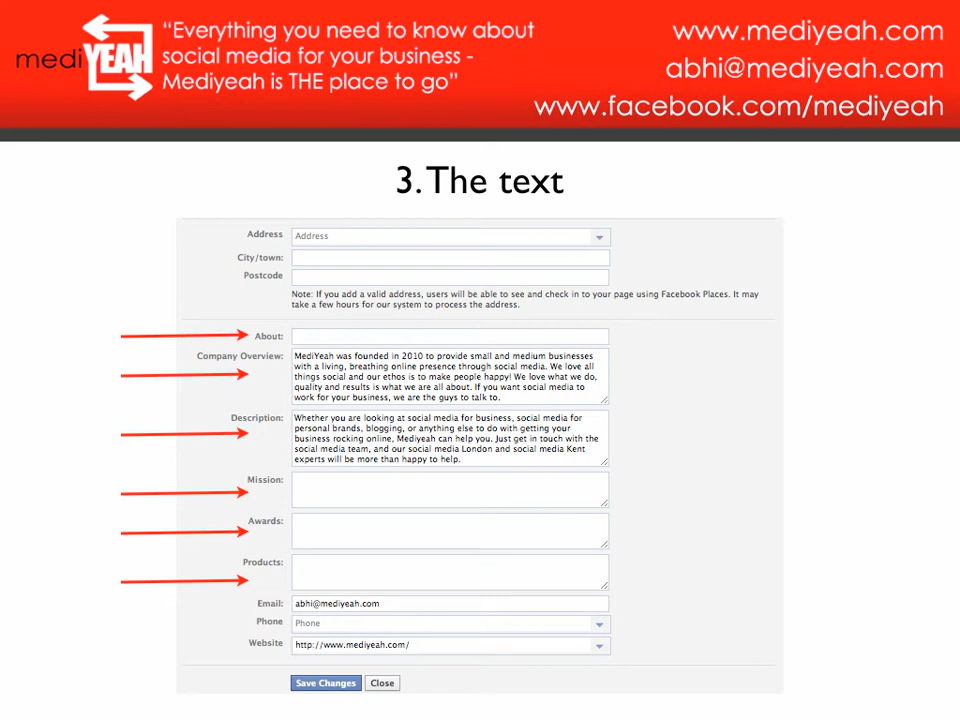 mediYEAH
“Everything you need to know about
social media for your business -
Mediyeah is THE place to go”
www.mediyeah.com
abhi@mediyeah.com
www.facebook.com/mediyeah
3. The text
Address Address
City/town:
Postcode
Note: If you add a valid address, users will be able to see and check in to your page using Facebook Places. It may
take a few hours for our system to process the address.
About:
Company Overview: MediYeah was founded in 2010 to provide small and medium businesses
with a living, breathing online presence through social media. We love all
things social and our ethos is to make people happy! We love what we do,
quality and results is what we are all about. If you want social media to
work for your business, we are the guys to talk to.
Description: Whether you are looking at social media for business, social media for
personal brands, blogging, or anything else to do with getting your
business rocking online, Mediyeah can help you. Just get in touch with the
social media team, and our social media London and social media Kent
experts will be more than happy to help.
Mission:
Awards:
Products:
Email: abhi@mediyeah.com
Phone Phone
Website http://www.mediyeah.com/
Save Changes Close